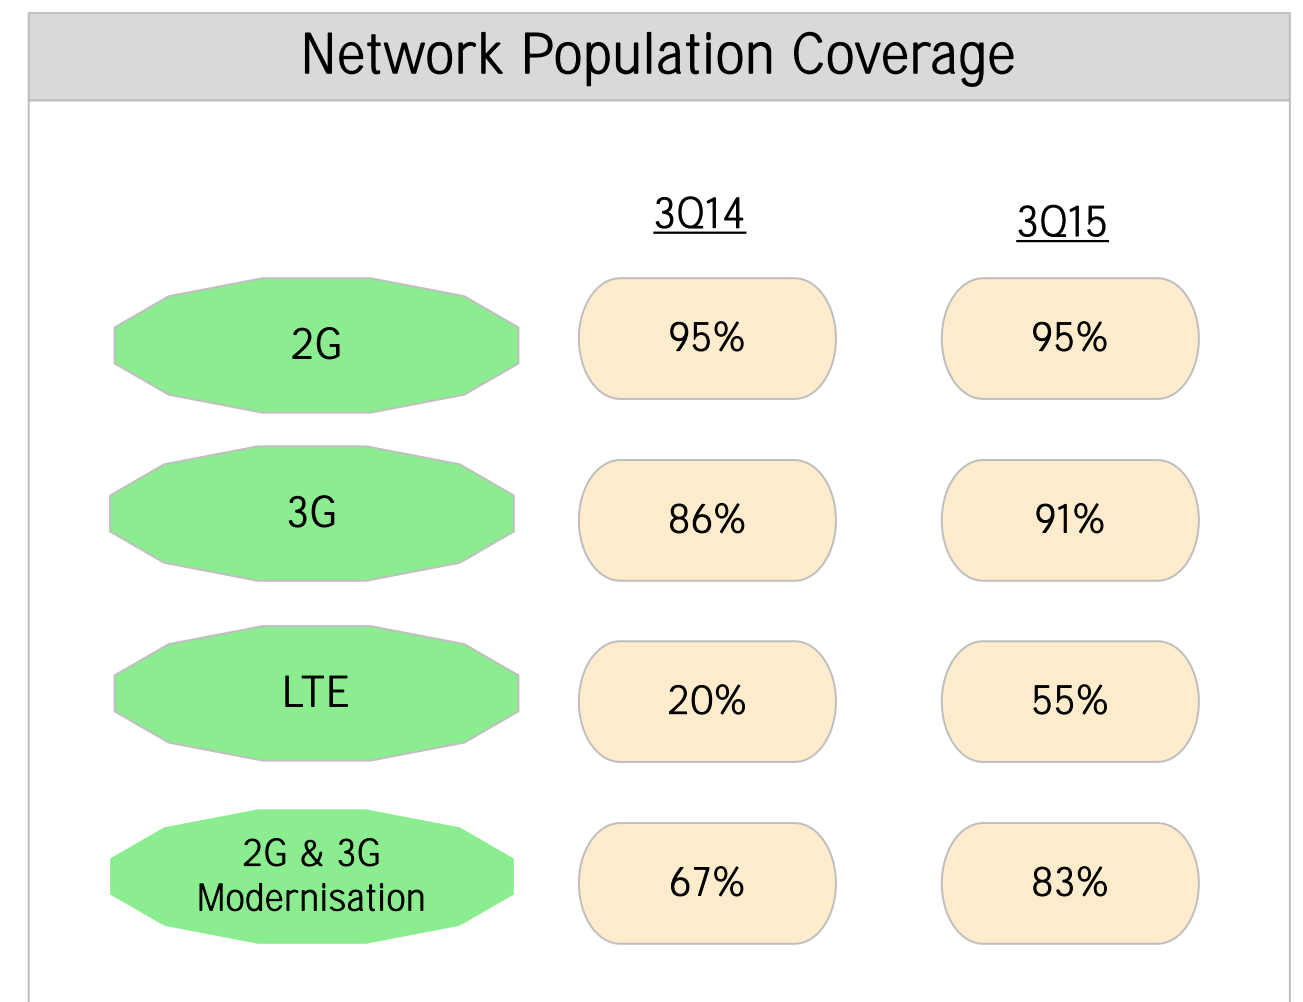 Network Population Coverage
3Q14 3Q15
2G 95% 95%
3G 86% 91%
LTE 20% 55%
2G & 3G
Modernisation 67% 83%